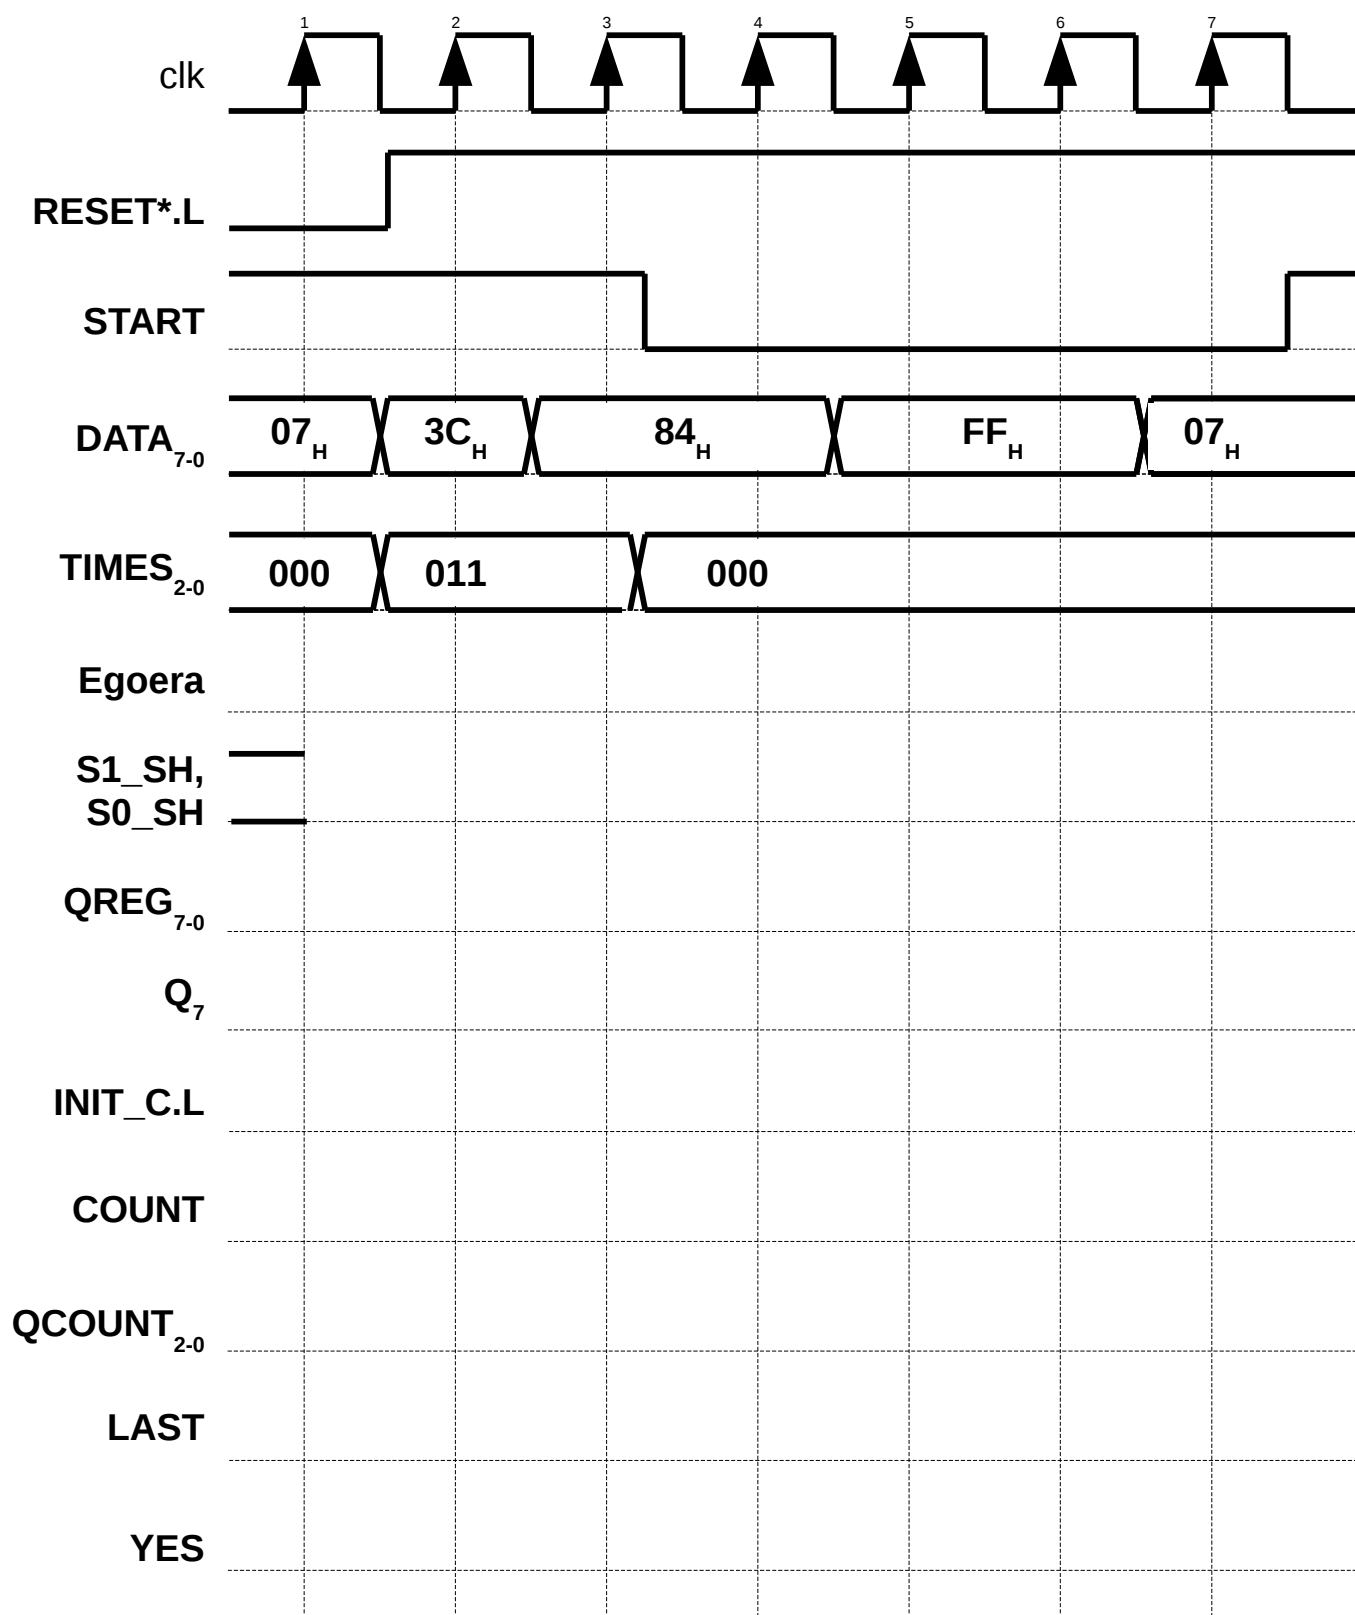 1 2 3 4 5 6 7
clk
RESET*.L
START
DATA7-0 07H 3CH 84H FFH 07H
TIMES2-0 000 011 000
Egoera
S1_SH,
S0_SH
QREG7-0
Q7
INIT_C.L
COUNT
QCOUNT2-0
LAST
YES